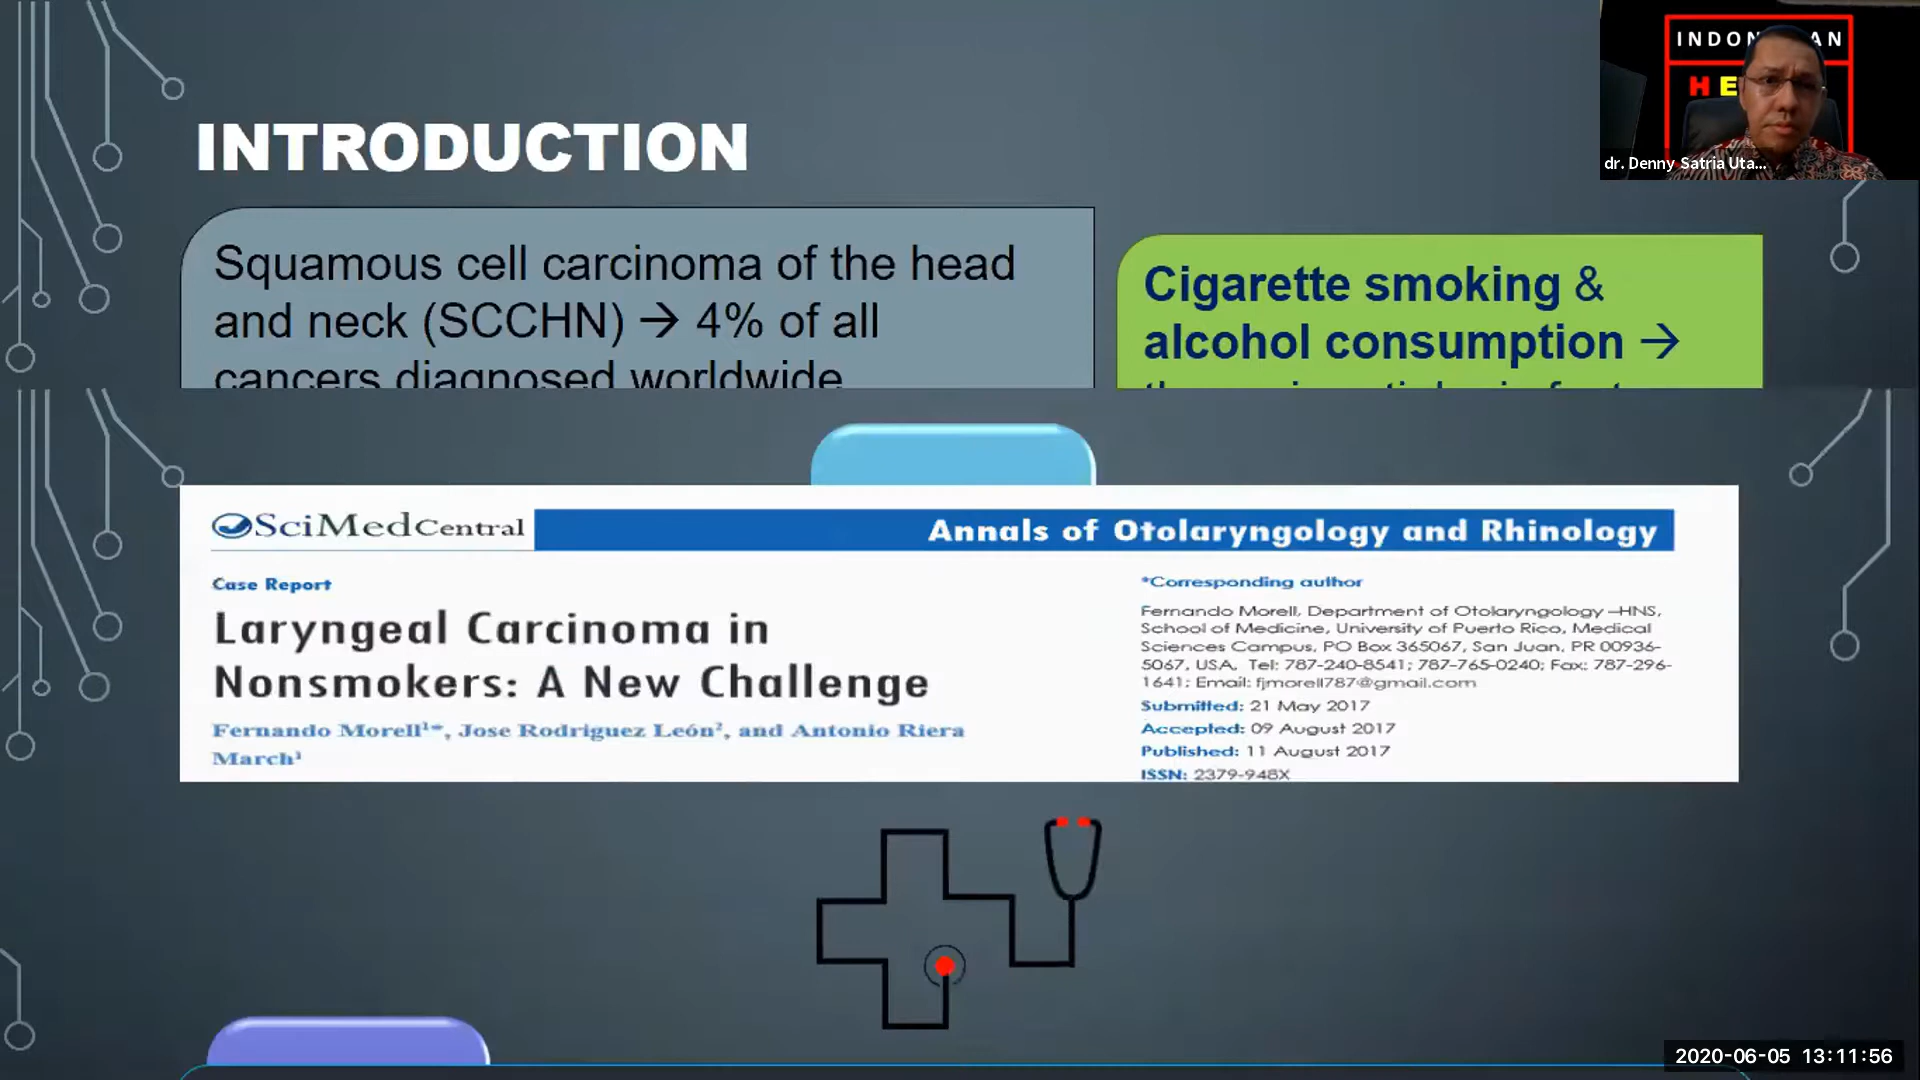 INDON AN
HE
dr. Denny Satria Uta...
INTRODUCTION
Squamous cell carcinoma of the head
and neck (SCCHN) → 4% of all
cancers diagnosed worldwide
Cigarette smoking &
alcohol consumption →
SciMedCentral
Annals of Otolaryngology and Rhinology
Case Report
Laryngeal Carcinoma in
Nonsmokers: A New Challenge
Fernando Morell¹*, Jose Rodriguez León², and Antonio Riera
March¹
*Corresponding author
Fernando Morell, Department of Otolaryngology –HNS,
School of Medicine, University of Puerto Rico, Medical
Sciences Campus, PO Box 365067, San Juan, PR 00936-
5067, USA, Tel: 787-240-8541; 787-765-0240; Fax: 787-296-
1641; Email: fjmorell787@gmail.com
Submitted: 21 May 2017
Accepted: 09 August 2017
Published: 11 August 2017
ISSN: 2379-948X
2020-06-05 13:11:56